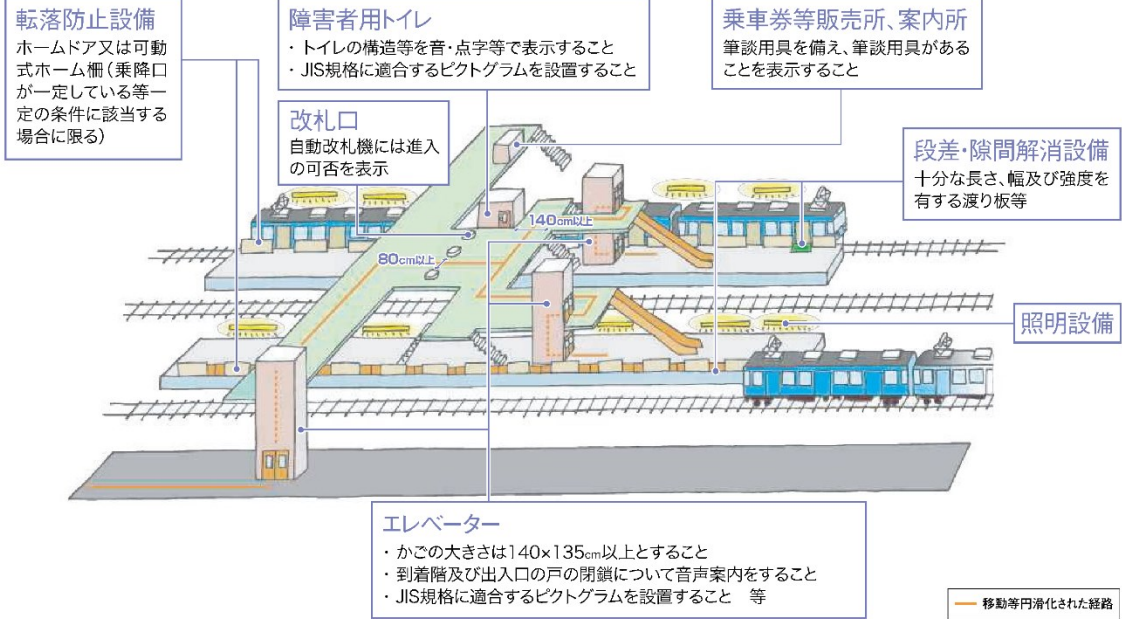 転落防止設備
ホームドア又は可動
式ホーム柵(乗降口
が一定している等一
定の条件に該当する
場合に限る)
障害者用トイレ
・トイレの構造等を音・点字等で表示すること
・JIS規格に適合するピクトグラムを設置すること
乗車券等販売所、案内所
筆談用具を備え、筆談用具がある
ことを表示すること
改札口
自動改札機には進入
の可否を表示
段差・隙間解消設備
十分な長さ、幅及び強度を
有する渡り板等
140cm以上
80cm以上
照明設備
エレベーター
・かごの大きさは140×135cm以上とすること
・到着階及び出入口の戸の閉鎖について音声案内をすること
・JIS規格に適合するピクトグラムを設置すること 等
移動等円滑化された経路